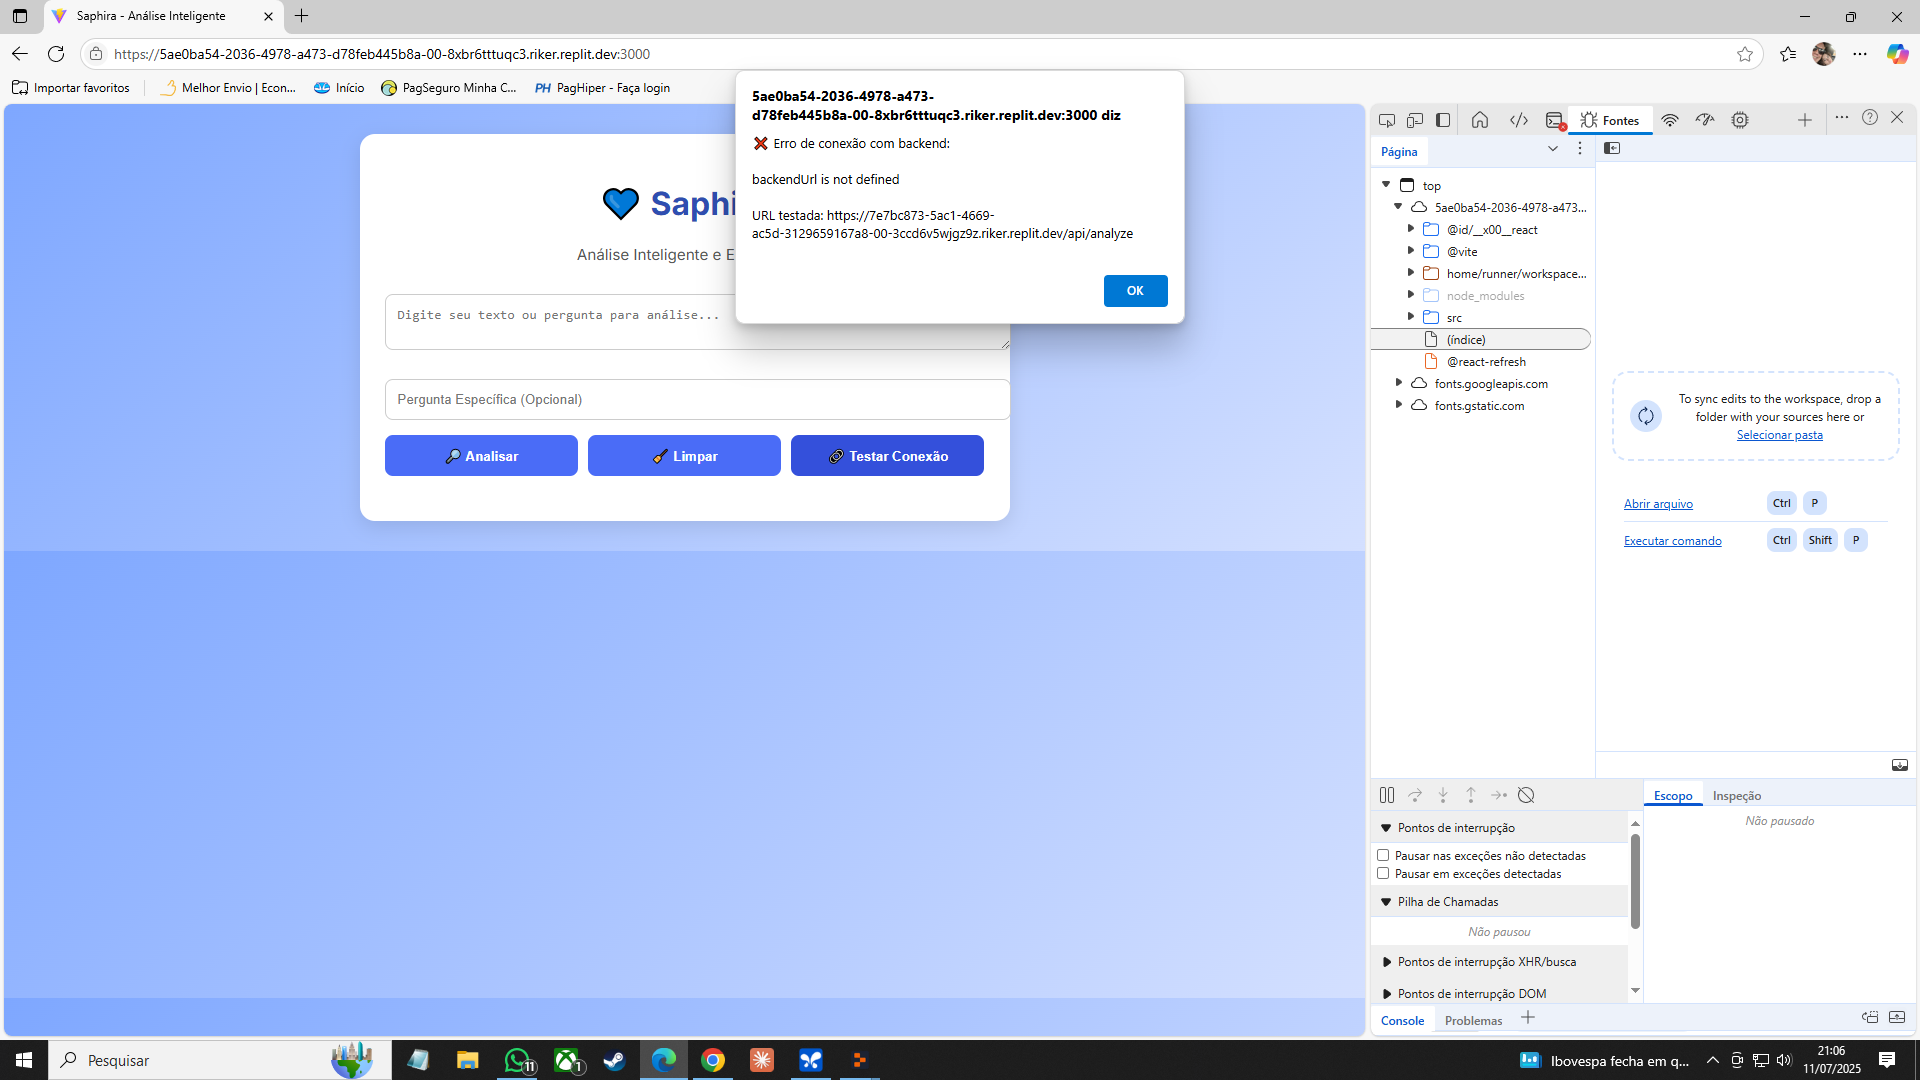 Saphira - Análise Inteligente
https://5ae0ba54-2036-4978-a473-d78feb445b8a-00-8xbr6tttuqc3.riker.replit.dev:3000
Importar favoritos
Melhor Envio | Econ...
Início
PagSeguro Minha C...
PH PagHiper - Faça login
5ae0ba54-2036-4978-a473-
d78feb445b8a-00-8xbr6tttuqc3.riker.replit.dev:3000 diz
❌ Erro de conexão com backend:
backendUrl is not defined
URL testada: https://7e7bc873-5ac1-4669-
ac5d-3129659167a8-00-3ccd6v5wjgz9z.riker.replit.dev/api/analyze
OK
💙 Saphi
Análise Inteligente e E
Digite seu texto ou pergunta para análise...
Pergunta Específica (Opcional)
🔎 Analisar
🧹 Limpar
🔗 Testar Conexão
Fontes
Página
top
5ae0ba54-2036-4978-a473...
@id/__x00__react
@vite
home/runner/workspace...
node_modules
src
(índice)
@react-refresh
fonts.googleapis.com
fonts.gstatic.com
To sync edits to the workspace, drop a
folder with your sources here or
Selecionar pasta
Abrir arquivo Ctrl P
Executar comando Ctrl Shift P
Escopo
Inspeção
Não pausado
Pontos de interrupção
Pausar nas exceções não detectadas
Pausar em exceções detectadas
Pilha de Chamadas
Não pausou
Pontos de interrupção XHR/busca
Pontos de interrupção DOM
Console
Problemas
Pesquisar
11
1
Ibovespa fecha em q...
21:06
11/07/2025